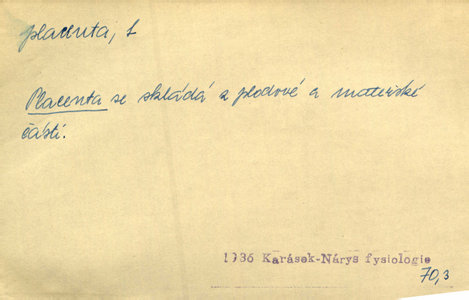 placenta, f
Placenta se skládá z plodové a mateřské
části.
1936 Karásek-Nárys fysiologie
70,3